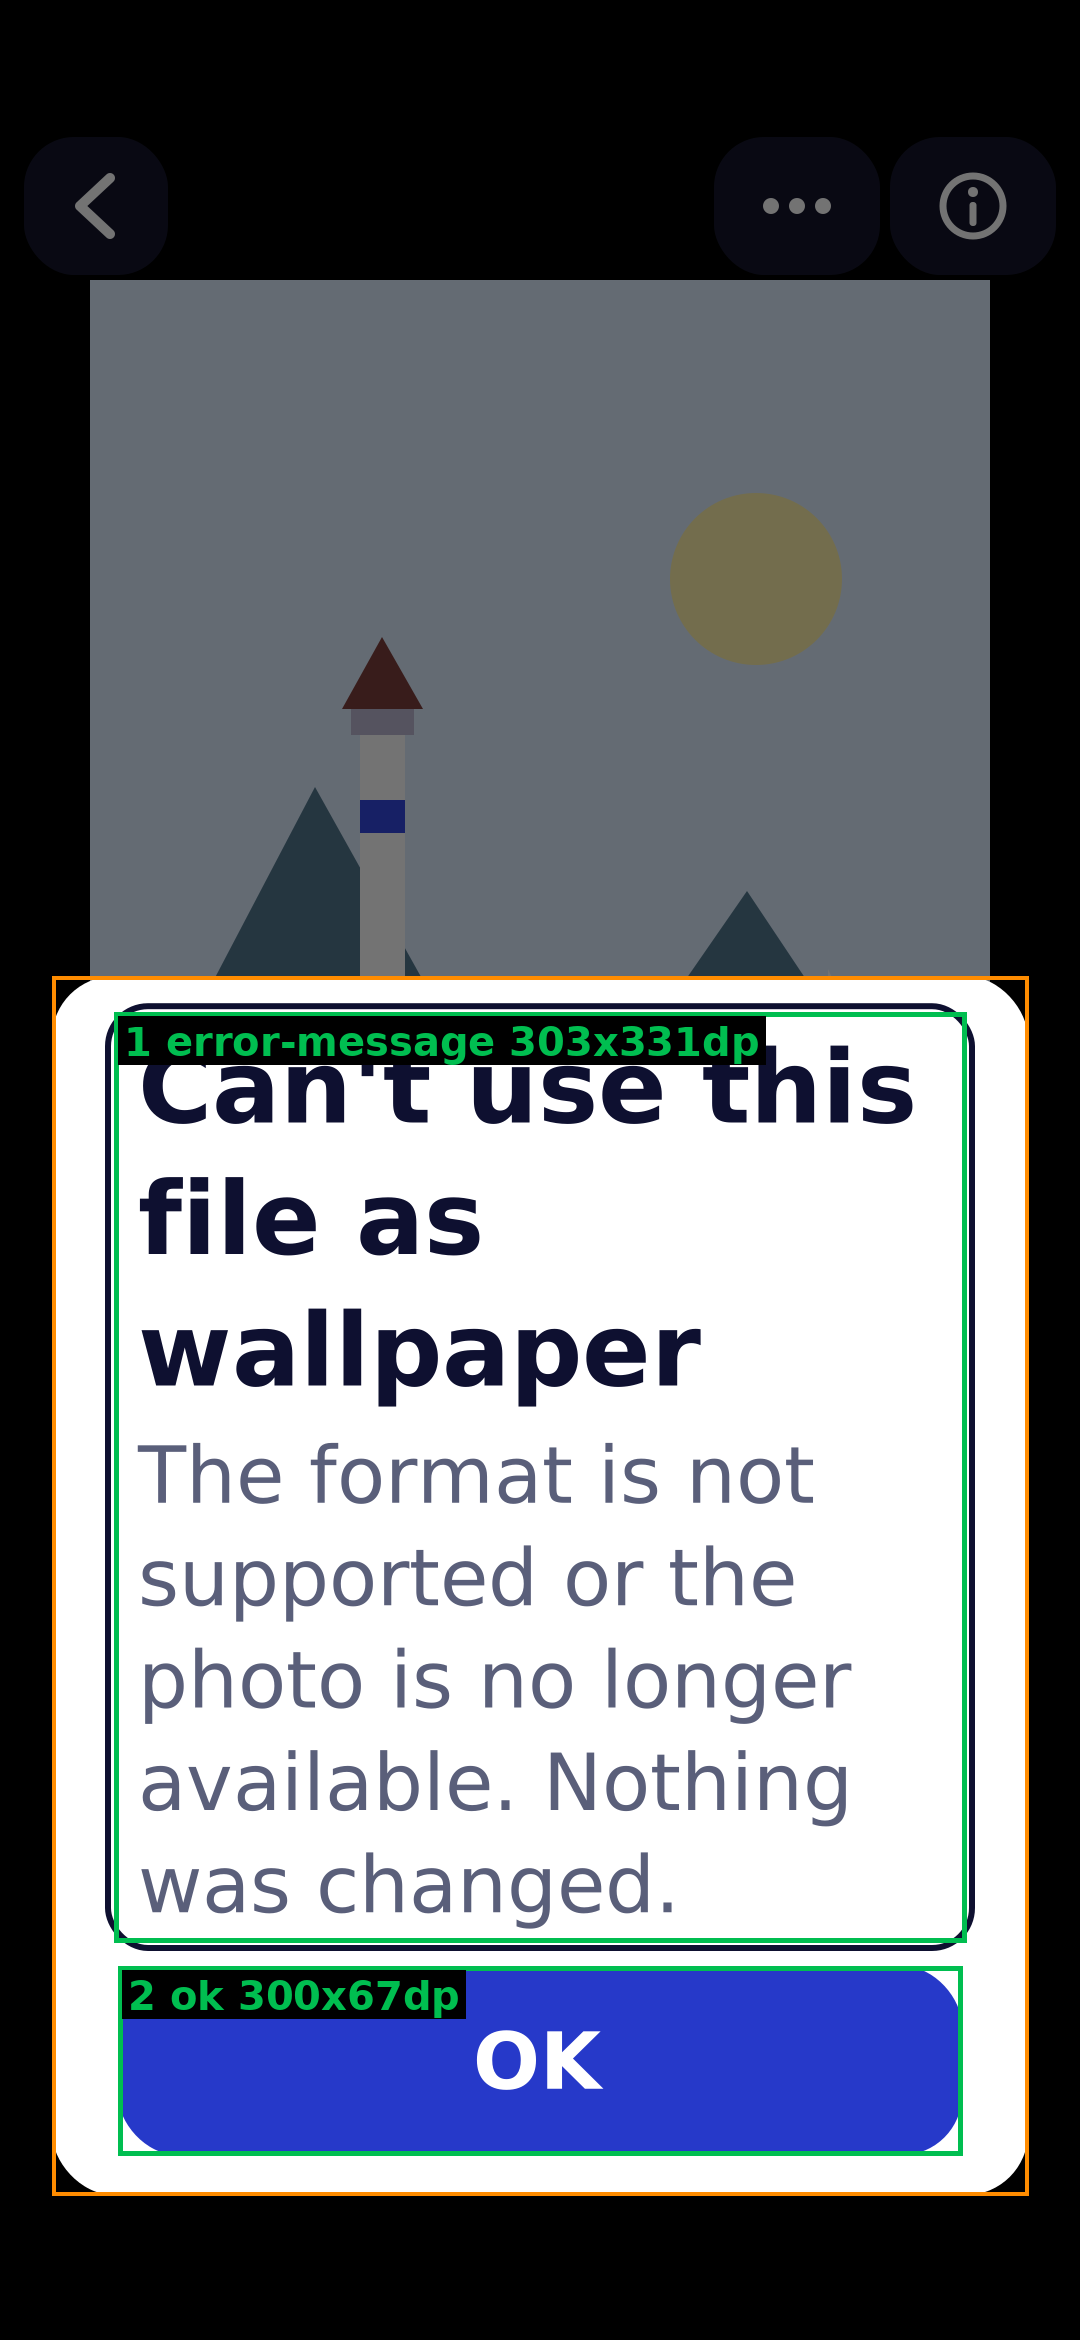 1 error-message 303x331dp
Can't use this
file as
wallpaper
The format is not
supported or the
photo is no longer
available. Nothing
was changed.
2 ok 300x67dp
OK